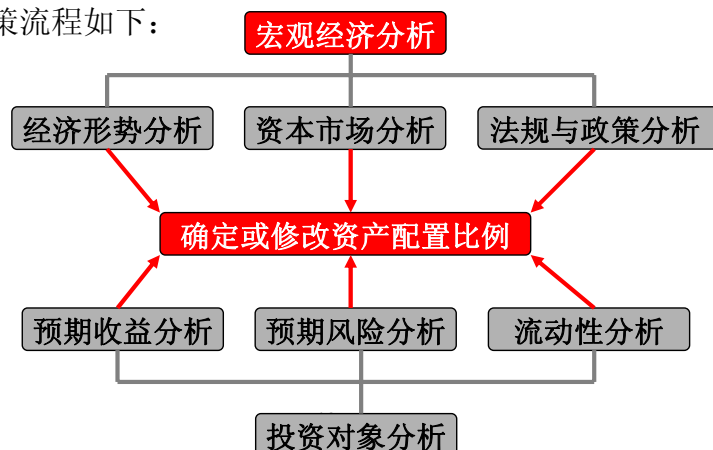 策流程如下：
宏观经济分析
经济形势分析
资本市场分析
法规与政策分析
确定或修改资产配置比例
预期收益分析
预期风险分析
流动性分析
投资对象分析